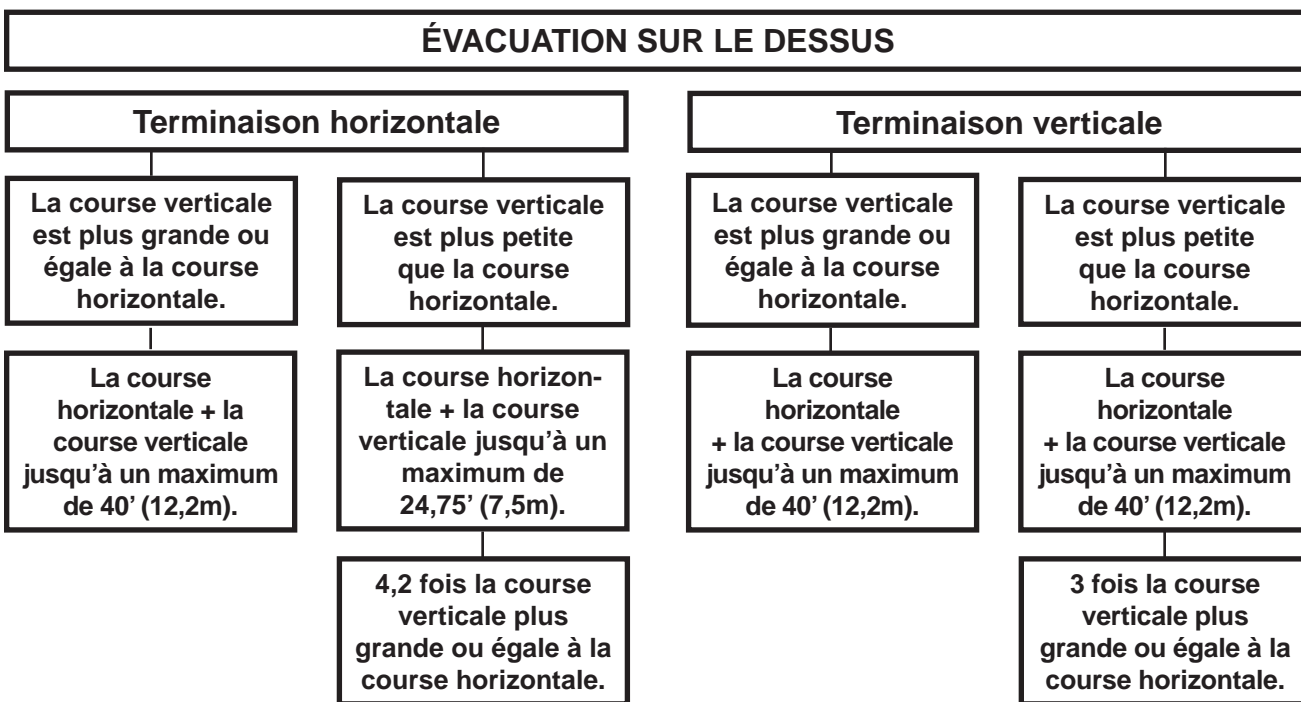 ÉVACUATION SUR LE DESSUS
Terminaison horizontale
La course verticale
est plus grande ou
égale à la course
horizontale.
La course
horizontale + la
course verticale
jusqu’à un maximum
de 40’ (12,2m).
La course verticale
est plus petite
que la course
horizontale.
La course horizon-
tale + la course
verticale jusqu’à un
maximum de
24,75’ (7,5m).
4,2 fois la course
verticale plus
grande ou égale à la
course horizontale.
Terminaison verticale
La course verticale
est plus grande ou
égale à la course
horizontale.
La course
horizontale
+ la course verticale
jusqu’à un maximum
de 40’ (12,2m).
La course verticale
est plus petite
que la course
horizontale.
La course
horizontale
+ la course verticale
jusqu’à un maximum
de 40’ (12,2m).
3 fois la course
verticale plus
grande ou égale à la
course horizontale.